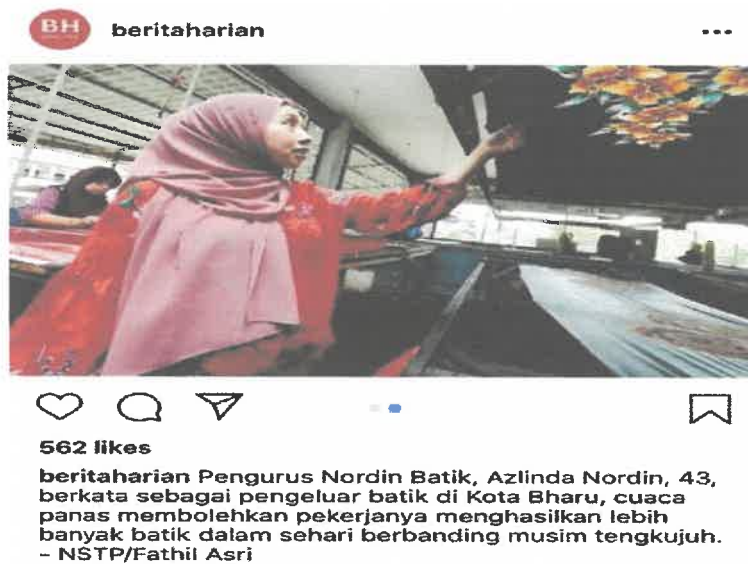 BH
beritaharian
562 likes
beritaharian Pengurus Nordin Batik, Azlinda Nordin, 43,
berkata sebagai pengeluar batik di Kota Bharu, cuaca
panas membolehkan pekerjanya menghasilkan lebih
banyak batik dalam sehari berbanding musim tengkujuh.
– NSTP/Fathil Asri